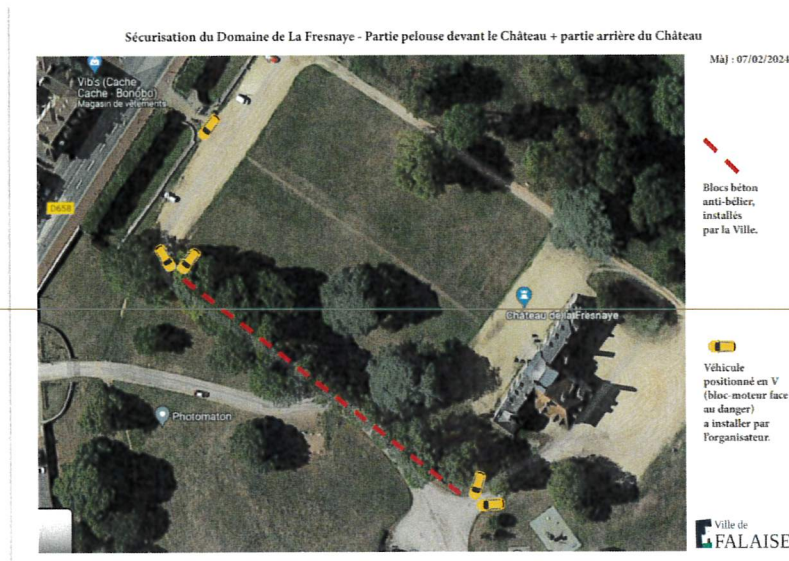 Sécurisation du Domaine de La Fresnaye - Partie pelouse devant le Château + partie arrière du Château
Màj : 07/02/2024
Vib's (Cache
Cache - Bonobo)
Magasin de vêtements
D658
Château de la Fresnaye
Photomaton
Blocs béton
anti-bélier,
installés
par la Ville.
Véhicule
positionné en V
(bloc-moteur face
au danger)
a installer par
l'organisateur.
Ville de
FALAISE